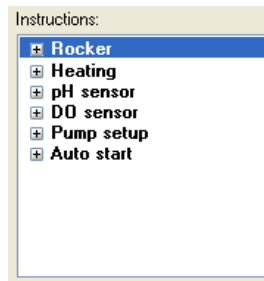 Instructions:
Rocker
Heating
pH sensor
DO sensor
Pump setup
Auto start